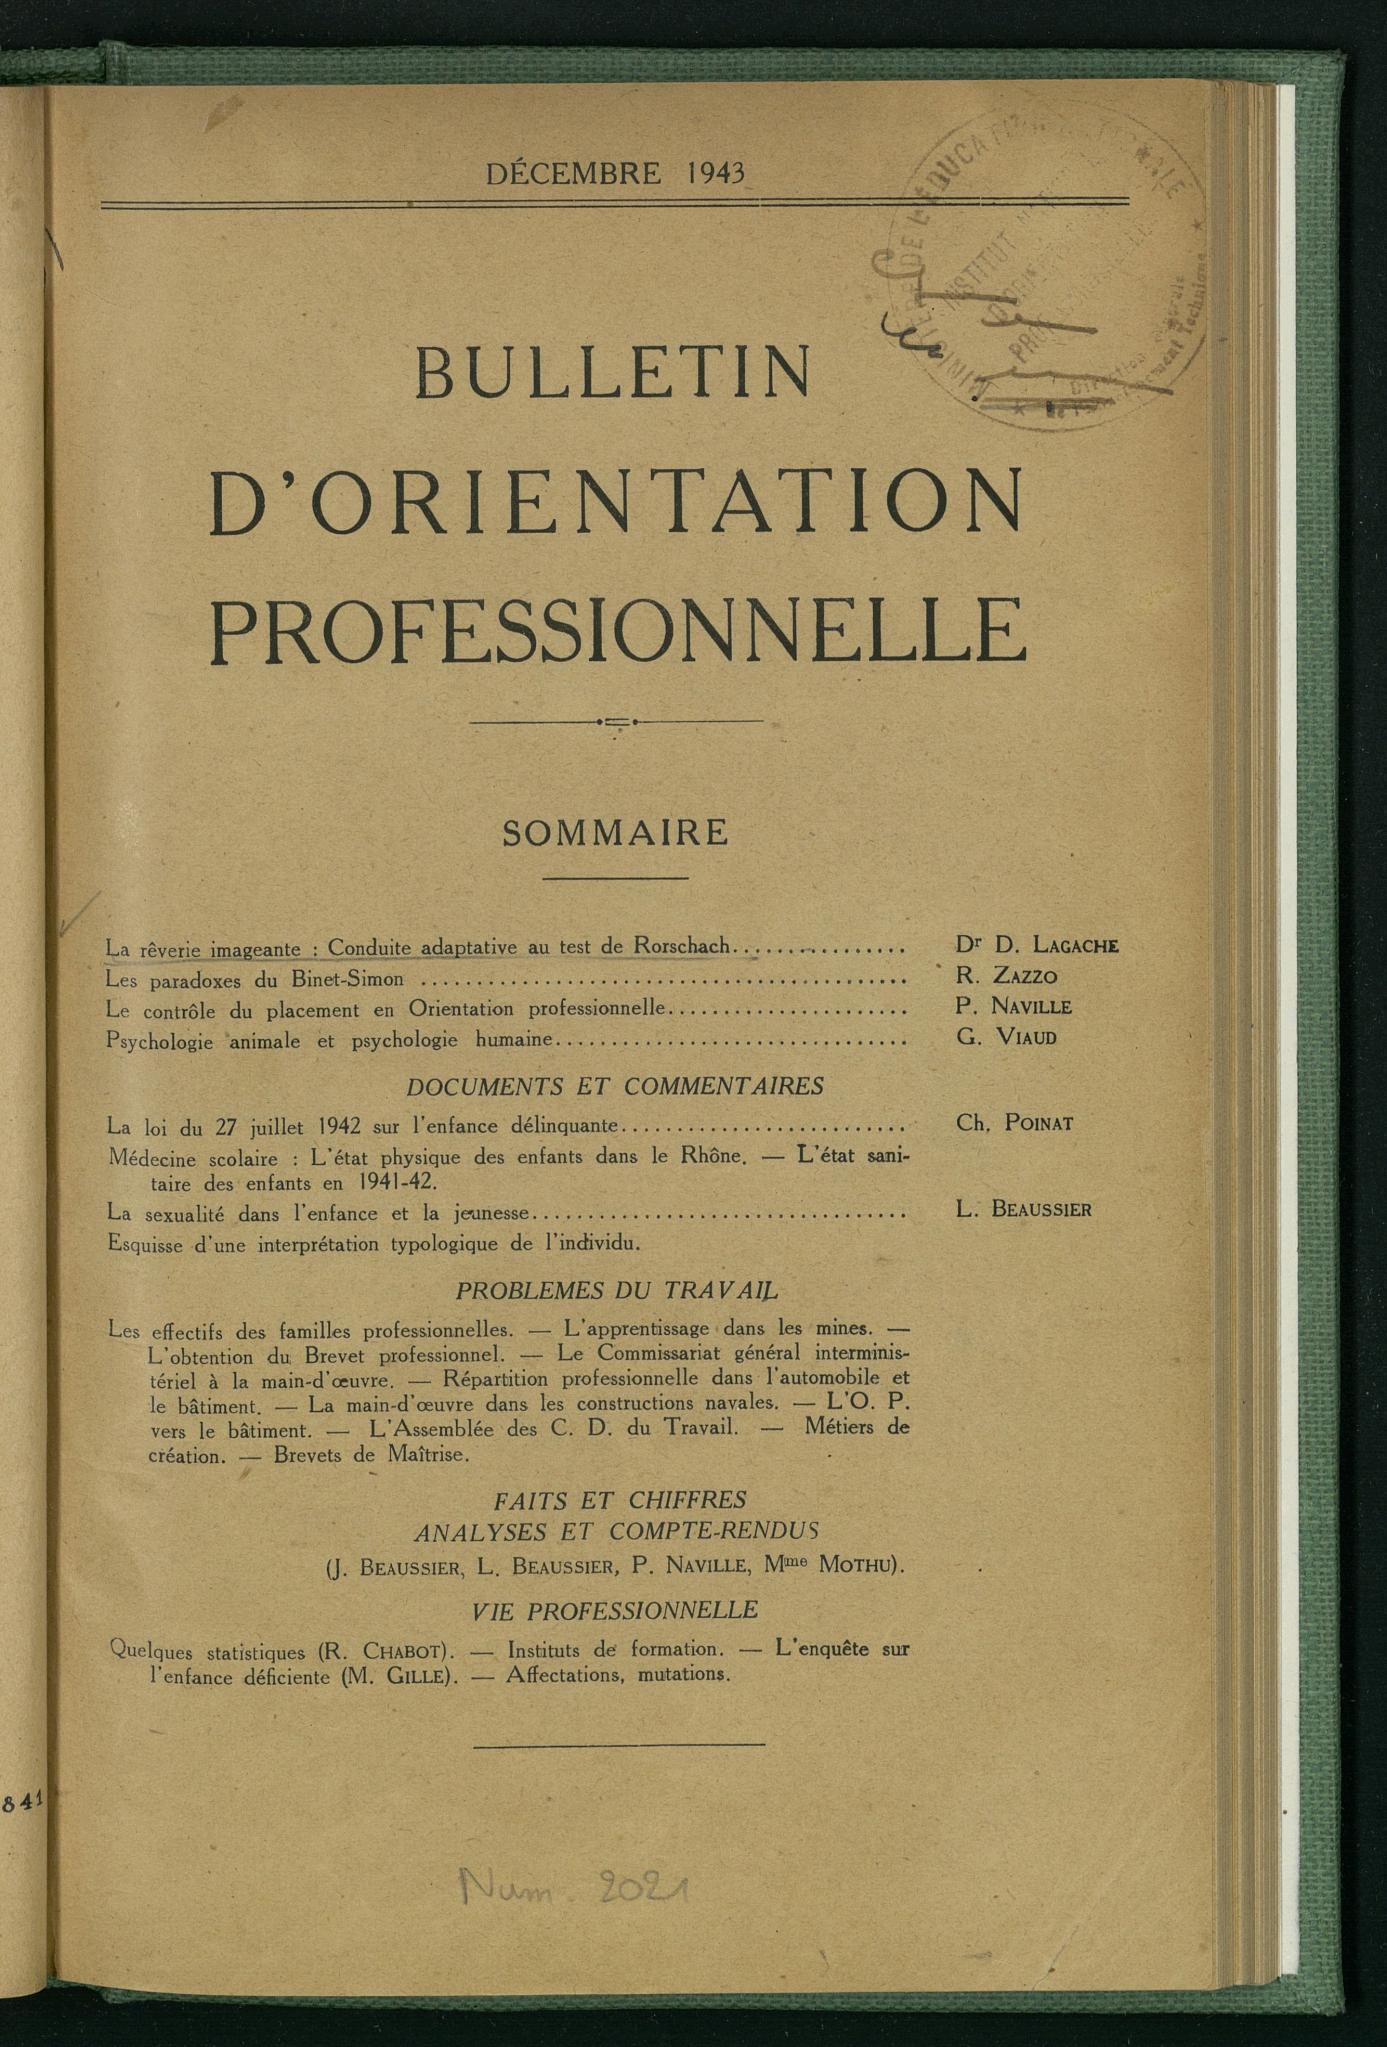 DÉCEMBRE 1943
BULLETIN
D'ORIENTATION
PROFESSIONNELLE
SOMMAIRE
La rêverie imageante : Conduite adaptative au test de Rorschach................ Dr D. LAGACHE
Les paradoxes du Binet-Simon ............................................ R. ZAZZO
Le contrôle du placement en Orientation professionnelle...................... P. NAVILLE
Psychologie animale et psychologie humaine................................ G. VIAUD
DOCUMENTS ET COMMENTAIRES
La loi du 27 juillet 1942 sur l'enfance délinquante.......................... Ch. POINAT
Médecine scolaire : L'état physique des enfants dans le Rhône. — L'état sani-
taire des enfants en 1941-42.
La sexualité dans l'enfance et la jeunesse.................................. L. BEAUSSIER
Esquisse d'une interprétation typologique de l'individu.
PROBLEMES DU TRAVAIL
Les effectifs des familles professionnelles. — L'apprentissage dans les mines. —
L'obtention du Brevet professionnel. — Le Commissariat général interminis-
tériel à la main-d'œuvre. — Répartition professionnelle dans l'automobile et
le bâtiment. — La main-d'œuvre dans les constructions navales. — L'O. P.
vers le bâtiment. — L'Assemblée des C. D. du Travail. — Métiers de
création. — Brevets de Maîtrise.
FAITS ET CHIFFRES
ANALYSES ET COMPTE-RENDUS
(J. BEAUSSIER, L. BEAUSSIER, P. NAVILLE, Mme MOTHU).
VIE PROFESSIONNELLE
Quelques statistiques (R. CHABOT). — Instituts de formation. — L'enquête sur
l'enfance déficiente (M. GILLE). — Affectations, mutations.
841
Num. 2021